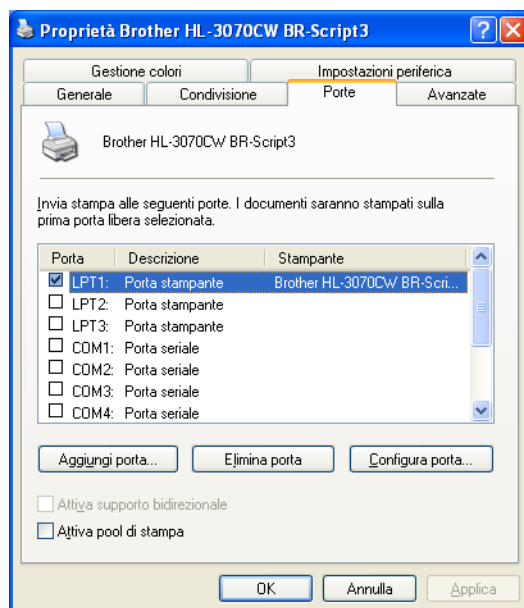 Proprietà Brother HL-3070CW BR-Script3
Gestione colori Impostazioni periferica
Generale Condivisione Porte Avanzate
Brother HL-3070CW BR-Script3
Invia stampa alle seguenti porte. I documenti saranno stampati sulla
prima porta libera selezionata.
Porta Descrizione Stampante
LPT1: Porta stampante Brother HL-3070CW BR-Scri...
LPT2: Porta stampante
LPT3: Porta stampante
COM1: Porta seriale
COM2: Porta seriale
COM3: Porta seriale
COM4: Porta seriale
Aggiungi porta... Elimina porta Configura porta...
Attiva supporto bidirezionale
Attiva pool di stampa
OK Annulla Applica